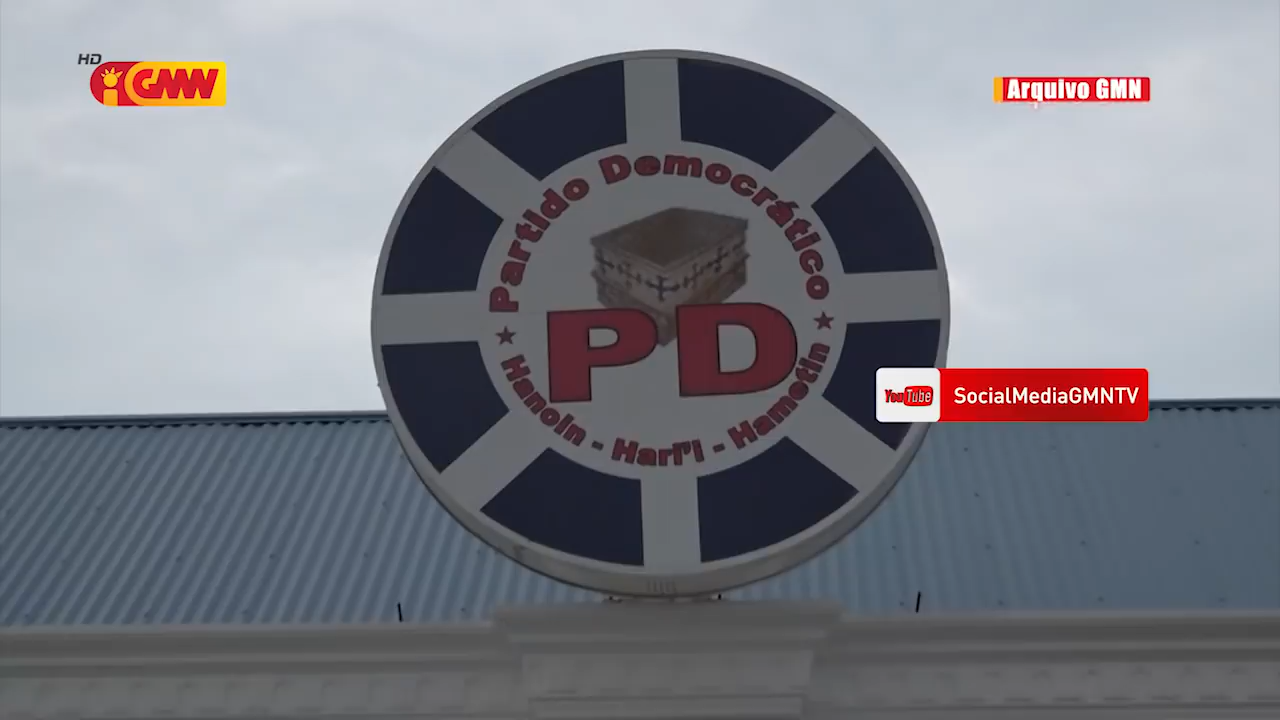 HD
GMN
Arquivo GMN
Partido Democrático
PD
Hanoin - Hari'i - Hametin
YouTube
SocialMediaGMNTV